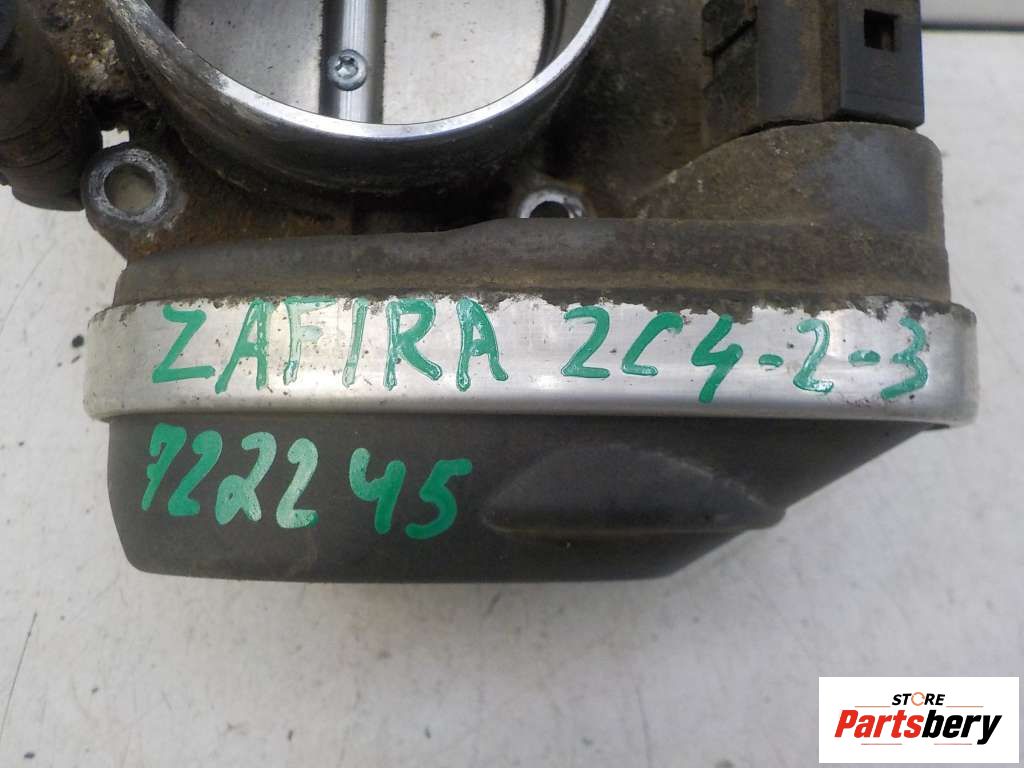 ZAFIRA 2C4-2-3
722245
STORE
Partsbery